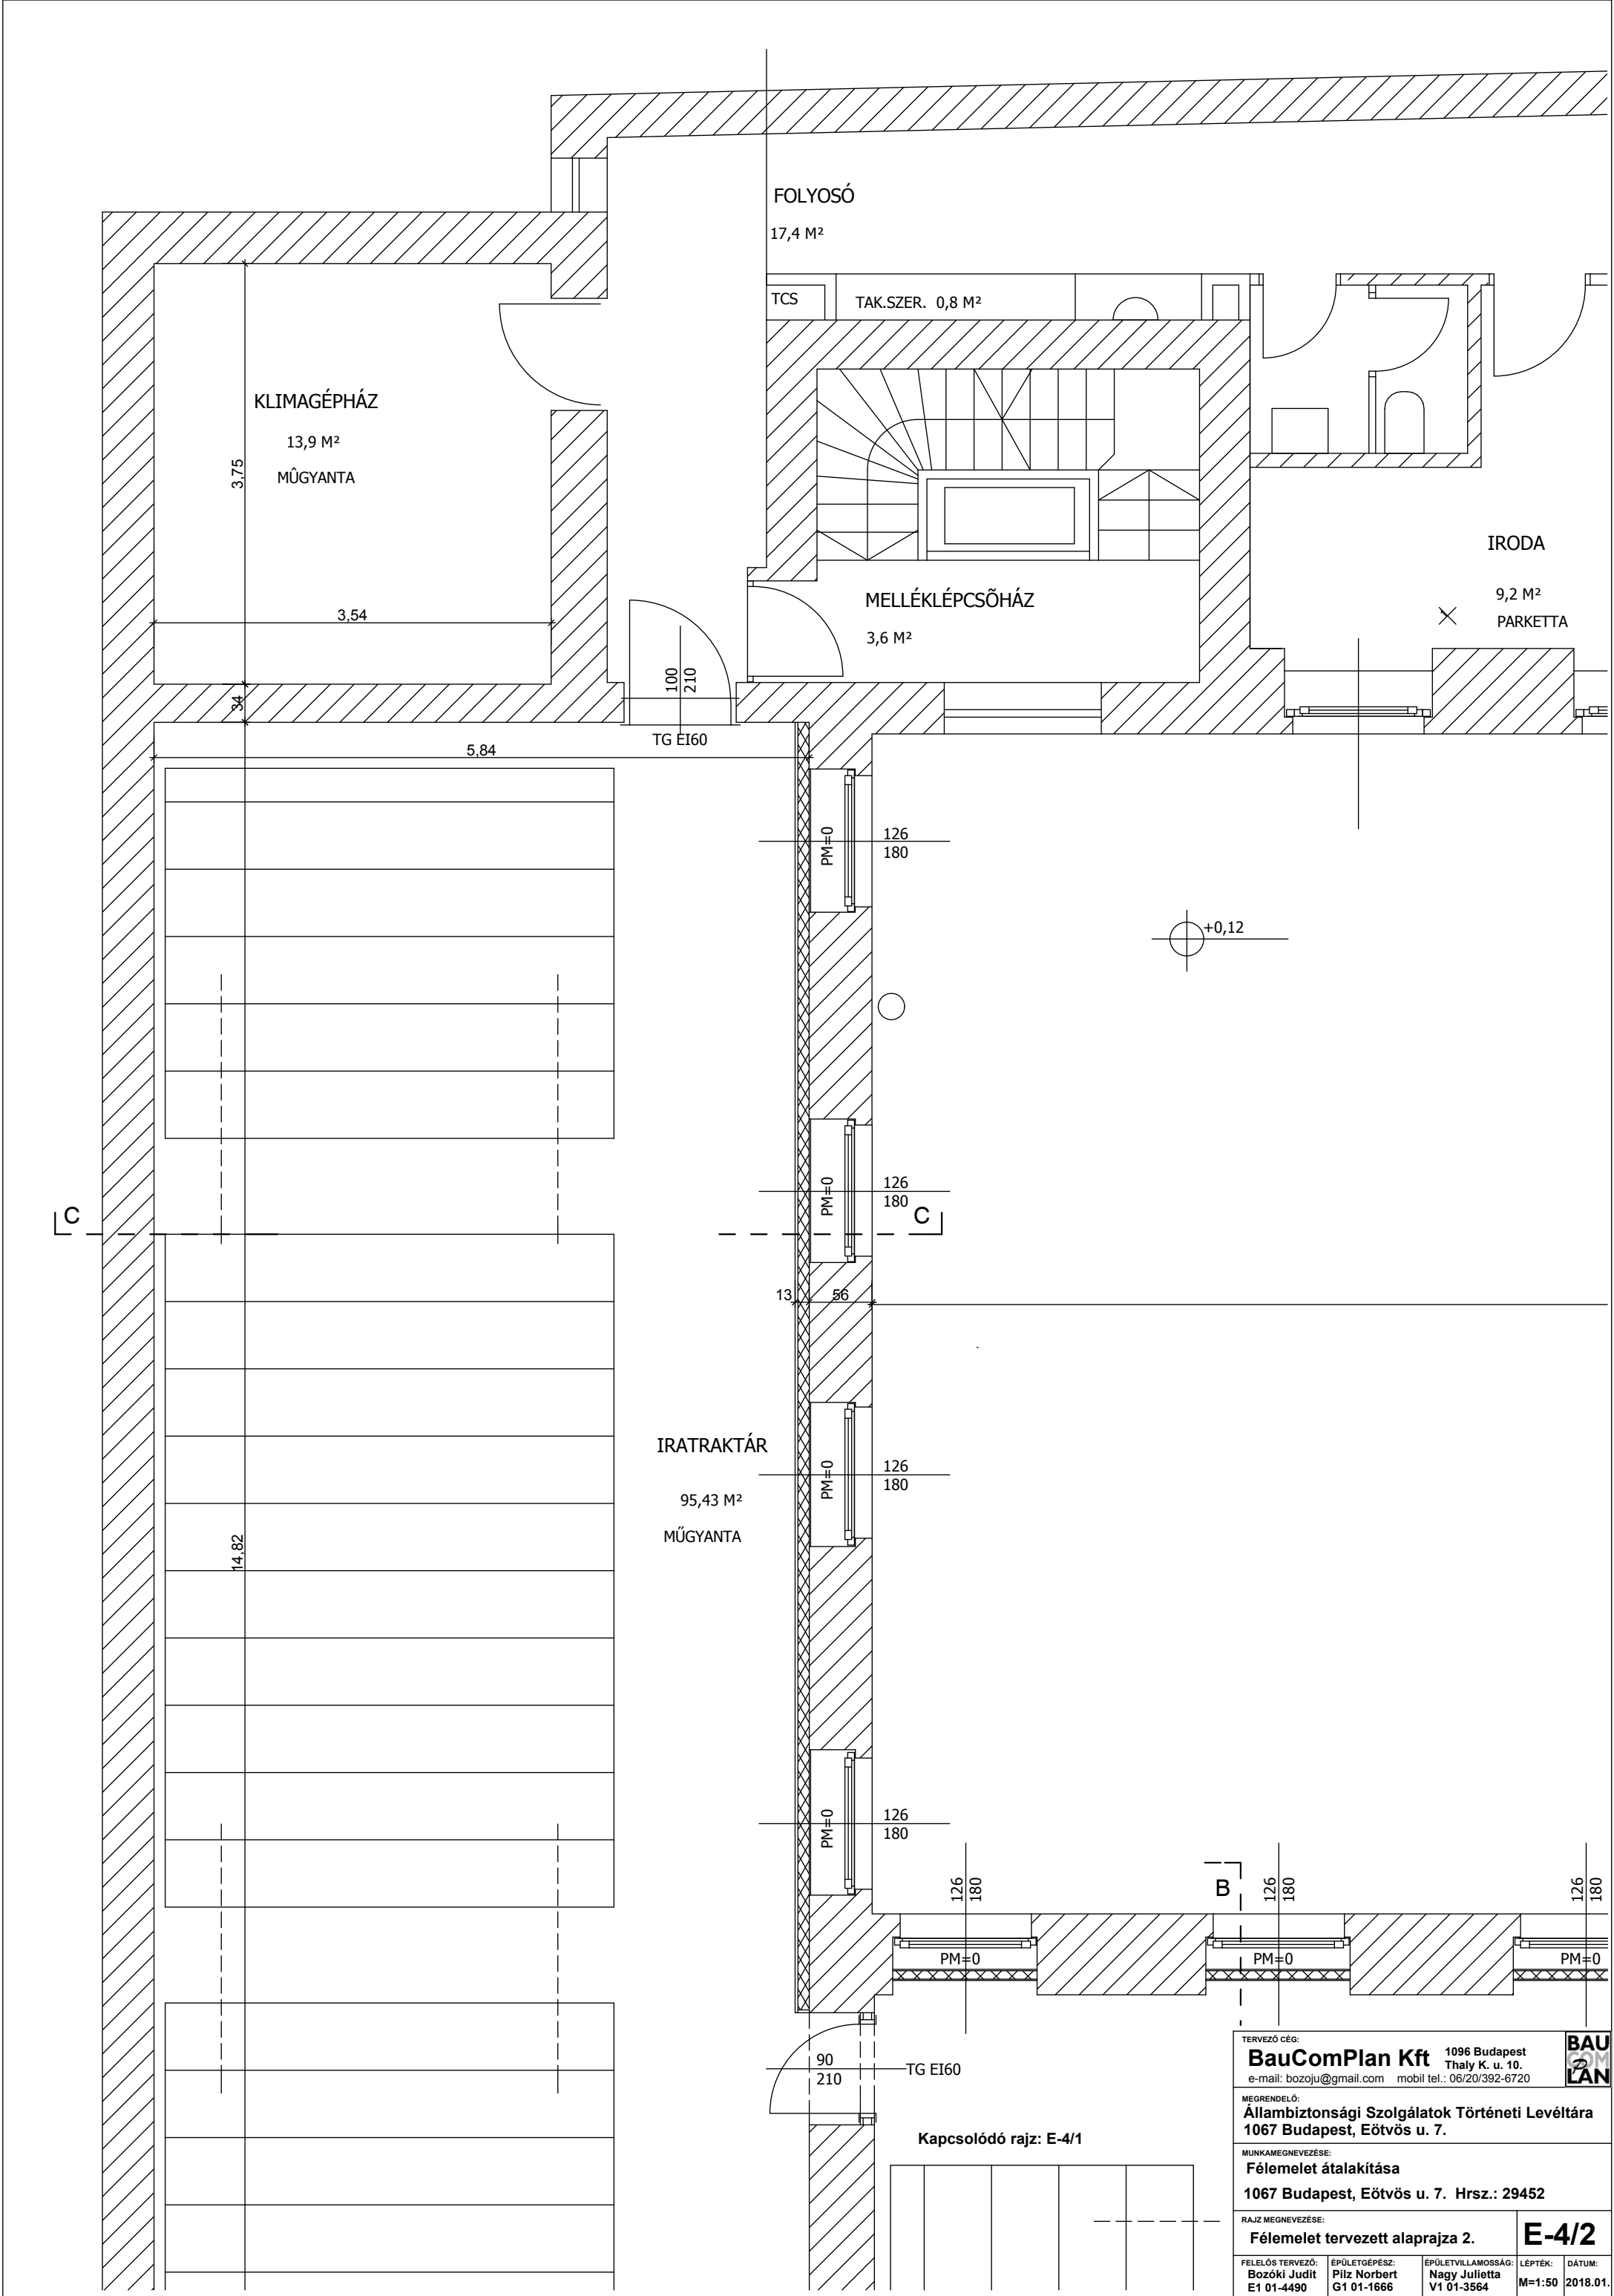 FOLYOSÓ
17,4 M²
TCS
TAK.SZER. 0,8 M²
KLIMAGÉPHÁZ
13,9 M²
MÛGYANTA
3,75
3,54
34
MELLÉKLÉPCSÕHÁZ
3,6 M²
IRODA
9,2 M²
PARKETTA
100
210
TG EI60
5,84
PM=0
126
180
+0,12
PM=0
126
180
C
C
13
56
IRATRAKTÁR
95,43 M²
MŰGYANTA
14,82
PM=0
126
180
PM=0
126
180
126
180
B
126
180
126
180
PM=0
PM=0
PM=0
90
210
TG EI60
Kapcsolódó rajz: E-4/1
TERVEZŐ CÉG:
BauComPlan Kft
1096 Budapest
Thaly K. u. 10.
e-mail: bozoju@gmail.com mobil tel.: 06/20/392-6720
BAU
COM
PLAN
MEGRENDELŐ:
Állambiztonsági Szolgálatok Történeti Levéltára
1067 Budapest, Eötvös u. 7.
MUNKAMEGNEVEZÉSE:
Félemelet átalakítása
1067 Budapest, Eötvös u. 7. Hrsz.: 29452
RAJZ MEGNEVEZÉSE:
Félemelet tervezett alaprajza 2.
E-4/2
FELELŐS TERVEZŐ:
Bozóki Judit
E1 01-4490
ÉPÜLETGÉPÉSZ:
Pilz Norbert
G1 01-1666
ÉPÜLETVILLAMOSSÁG:
Nagy Julietta
V1 01-3564
LÉPTÉK:
M=1:50
DÁTUM:
2018.01.